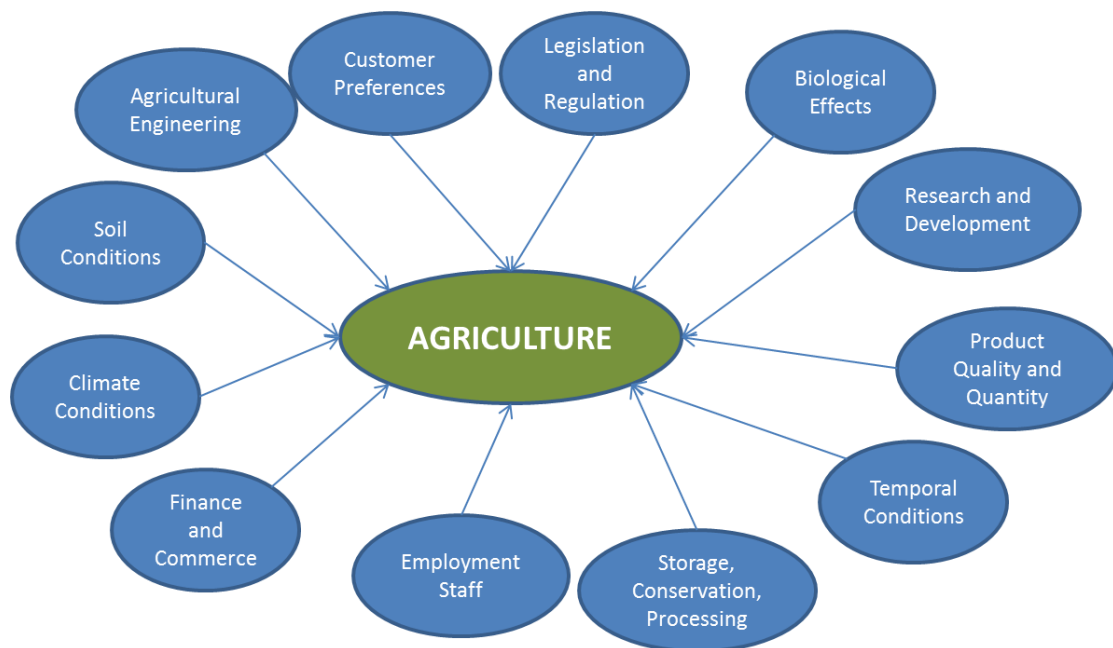 Agricultural
Engineering
Customer
Preferences
Legislation
and
Regulation
Biological
Effects
Research and
Development
Product
Quality and
Quantity
Temporal
Conditions
Storage,
Conservation,
Processing
Employment
Staff
Finance
and
Commerce
Climate
Conditions
Soil
Conditions
AGRICULTURE